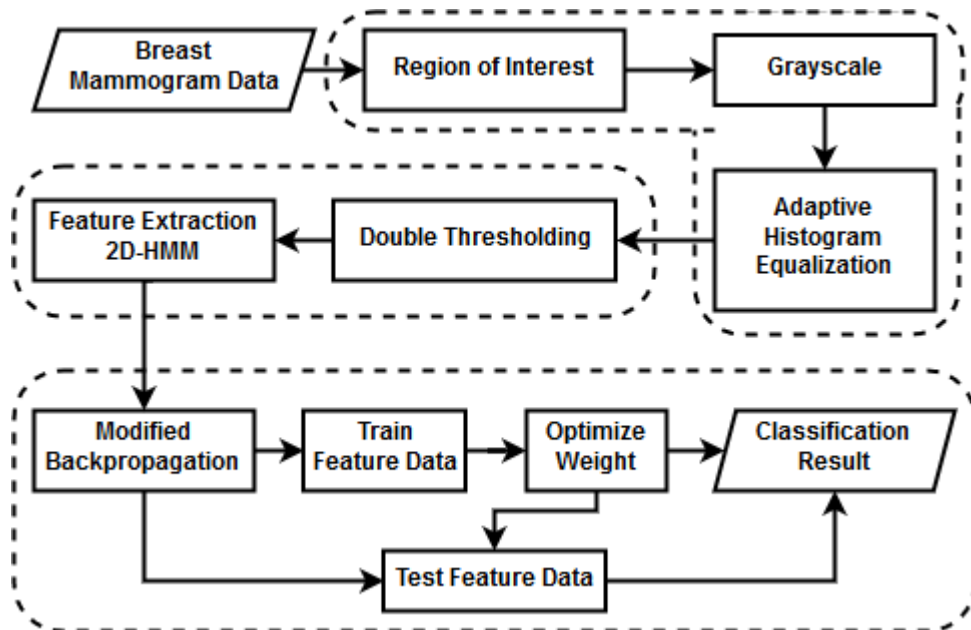 Breast
Mammogram Data
Region of Interest
Grayscale
Adaptive
Histogram
Equalization
Double Thresholding
Feature Extraction
2D-HMM
Modified
Backpropagation
Train
Feature Data
Optimize
Weight
Classification
Result
Test Feature Data